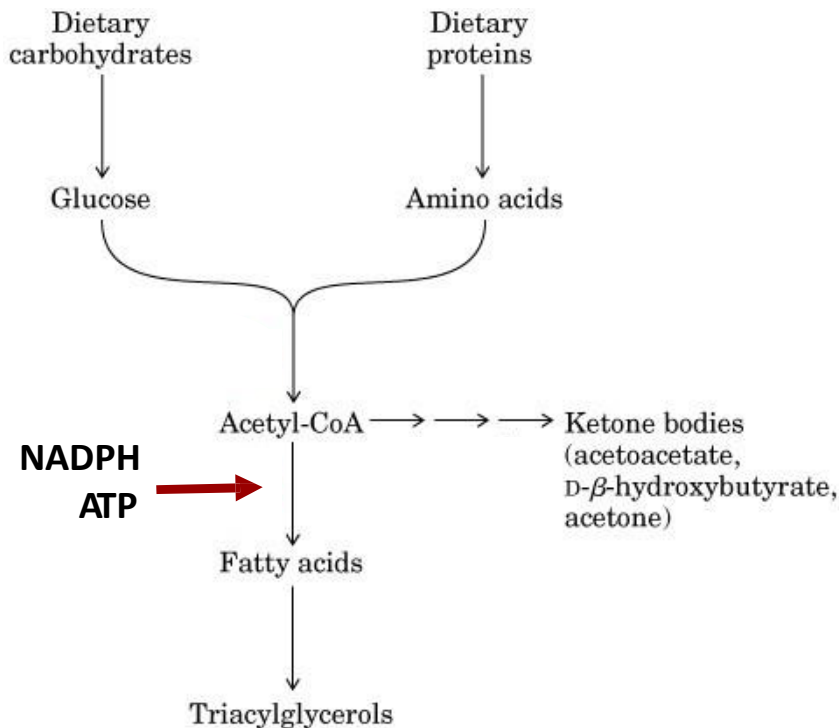 Dietary
carbohydrates
Dietary
proteins
Glucose
Amino acids
Acetyl-CoA
Ketone bodies
(acetoacetate,
D-β-hydroxybutyrate,
acetone)
NADPH
ATP
Fatty acids
Triacylglycerols